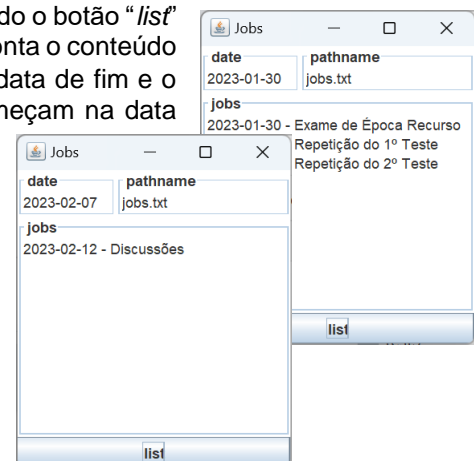 do o botão “list”
onta o conteúdo
data de fim e o
meçam na data
Jobs
date pathname
2023-01-30 jobs.txt
jobs
2023-01-30 - Exame de Época Recurso
Repetição do 1º Teste
Repetição do 2º Teste
list
Jobs
date pathname
2023-02-07 jobs.txt
jobs
2023-02-12 - Discussões
list